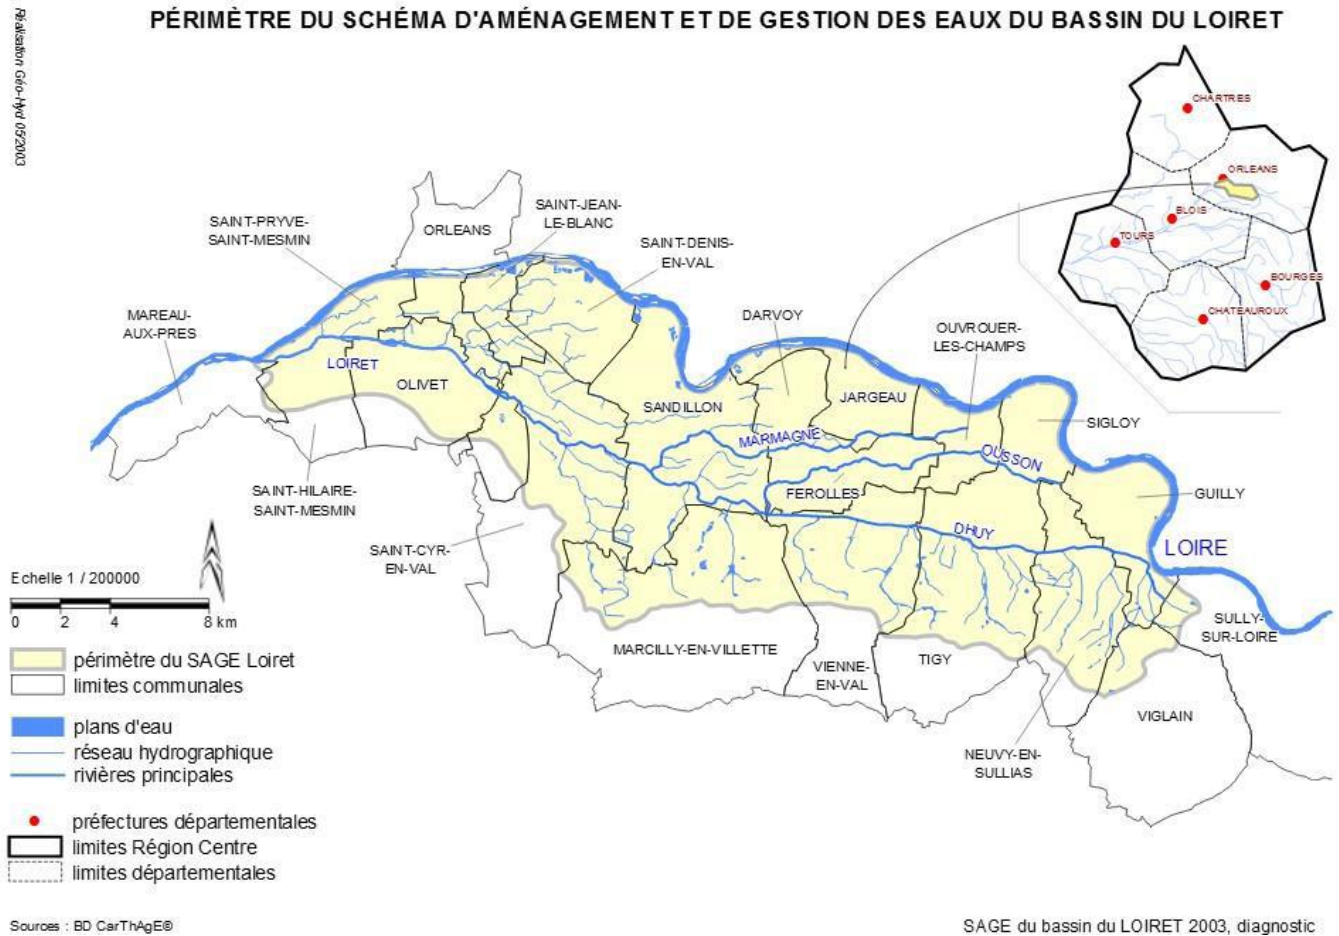 PÉRIMÈTRE DU SCHÉMA D'AMÉNAGEMENT ET DE GESTION DES EAUX DU BASSIN DU LOIRET
Réalisation Géo-Hyd 05/2003
CHARTRES
ORLEANS
BLOIS
TOURS
BOURGES
CHATEAUROUX
ORLEANS
SAINT-JEAN-
LE-BLANC
SAINT-PRYVE-
SAINT-MESMIN
SAINT-DENIS-
EN-VAL
MAREAU-
AUX-PRES
DARVOY
OUVROUER-
LES-CHAMPS
LOIRET
OLIVET
SANDILLON
JARGEAU
SIGLOY
MARMAGNE
OUSSON
SAINT-HILAIRE-
SAINT-MESMIN
FEROLLES
GUILLY
DHUY
LOIRE
SAINT-CYR-
EN-VAL
SULLY-
SUR-LOIRE
MARCILLY-EN-VILLETTE
VIENNE-
EN-VAL
TIGY
VIGLAIN
NEUVY-EN-
SULLIAS
Echelle 1 / 200000
0 2 4 8 km
périmètre du SAGE Loiret
limites communales
plans d'eau
réseau hydrographique
rivières principales
préfectures départementales
limites Région Centre
limites départementales
Sources : BD CarThAgE®
SAGE du bassin du LOIRET 2003, diagnostic